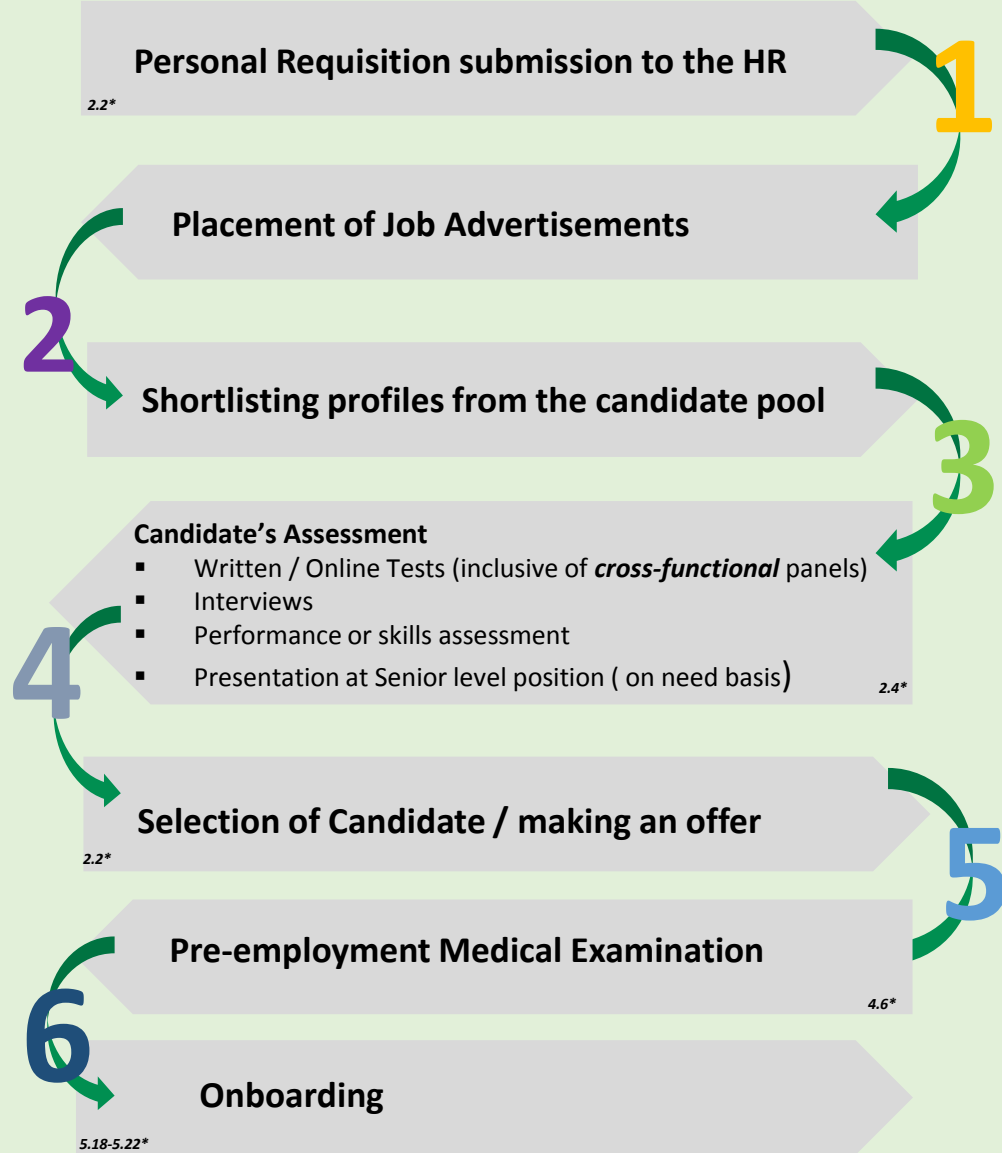 Personal Requisition submission to the HR
2.2*
1
Placement of Job Advertisements
2
Shortlisting profiles from the candidate pool
3
Candidate’s Assessment
▪ Written / Online Tests (inclusive of cross-functional panels)
▪ Interviews
▪ Performance or skills assessment
▪ Presentation at Senior level position ( on need basis)
2.4*
4
Selection of Candidate / making an offer
2.2*
5
Pre-employment Medical Examination
4.6*
6
Onboarding
5.18-5.22*